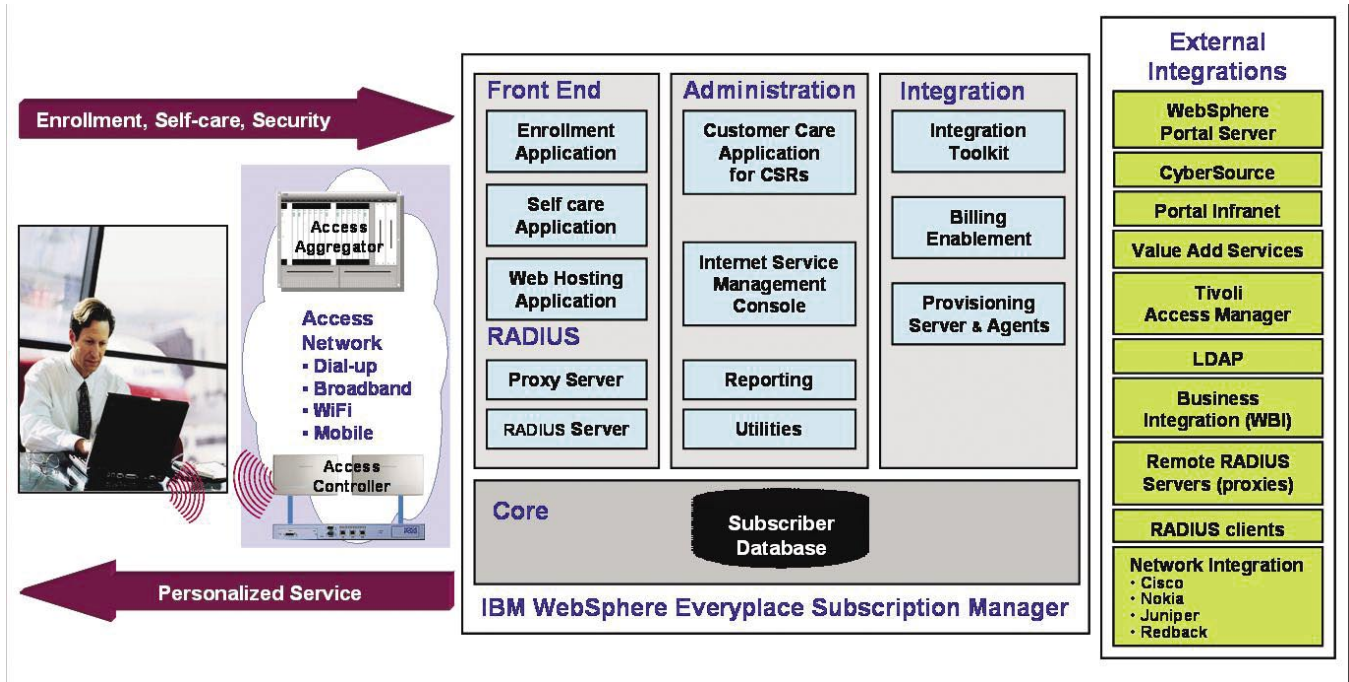 Enrollment, Self-care, Security
Access
Aggregator
Access
Network
▪ Dial-up
▪ Broadband
▪ WiFi
▪ Mobile
Access
Controller
Personalized Service
Front End
Enrollment
Application
Self care
Application
Web Hosting
Application
RADIUS
Proxy Server
RADIUS Server
Administration
Customer Care
Application
for CSRs
Internet Service
Management
Console
Reporting
Utilities
Integration
Integration
Toolkit
Billing
Enablement
Provisioning
Server & Agents
Core
Subscriber
Database
IBM WebSphere Everyplace Subscription Manager
External
Integrations
WebSphere
Portal Server
CyberSource
Portal Infranet
Value Add Services
Tivoli
Access Manager
LDAP
Business
Integration (WBI)
Remote RADIUS
Servers (proxies)
RADIUS clients
Network Integration
• Cisco
• Nokia
• Juniper
• Redback